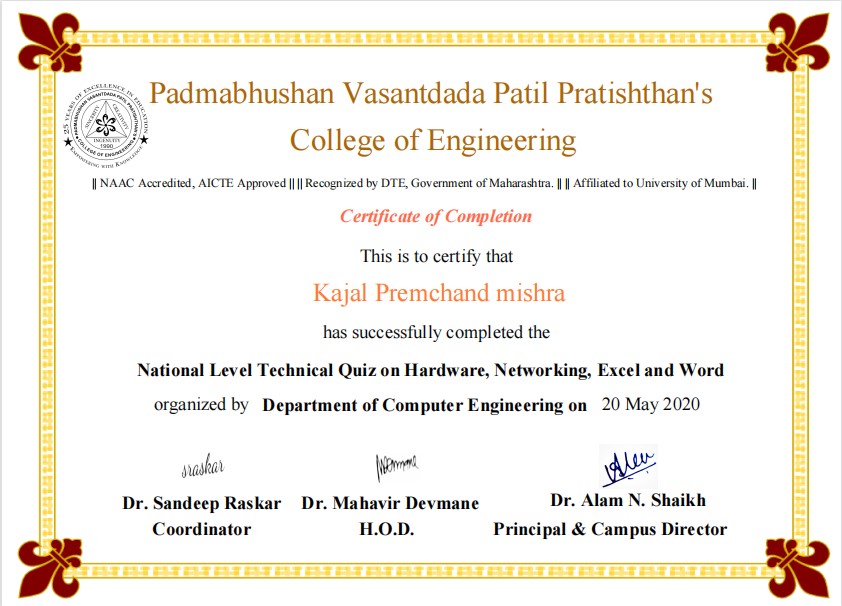 25 YEARS OF EXCELLENCE IN EDUCATION
PADMABHUSHAN VASANTDADA PATIL PRATISHTHAN'S
COLLEGE OF ENGINEERING
SINCERITY
CREATIVITY
INGENUITY
1990
EMPOWERING WITH KNOWLEDGE
Padmabhushan Vasantdada Patil Pratishthan's
College of Engineering
|| NAAC Accredited, AICTE Approved || || Recognized by DTE, Government of Maharashtra. || || Affiliated to University of Mumbai. ||
Certificate of Completion
This is to certify that
Kajal Premchand mishra
has successfully completed the
National Level Technical Quiz on Hardware, Networking, Excel and Word
organized by Department of Computer Engineering on 20 May 2020
sraskar
Dr. Sandeep Raskar Dr. Mahavir Devmane Dr. Alam N. Shaikh
Coordinator H.O.D. Principal & Campus Director